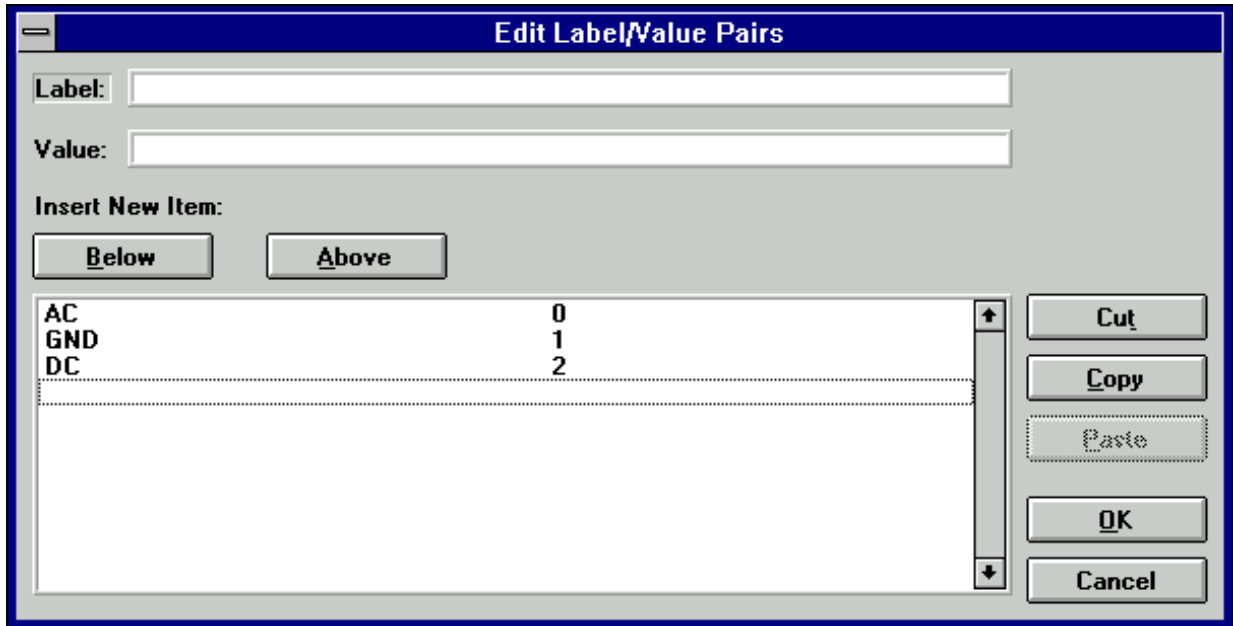 Edit Label/Value Pairs
Label:
Value:
Insert New Item:
Below Above
AC 0
GND 1
DC 2
Cut
Copy
Paste
OK
Cancel